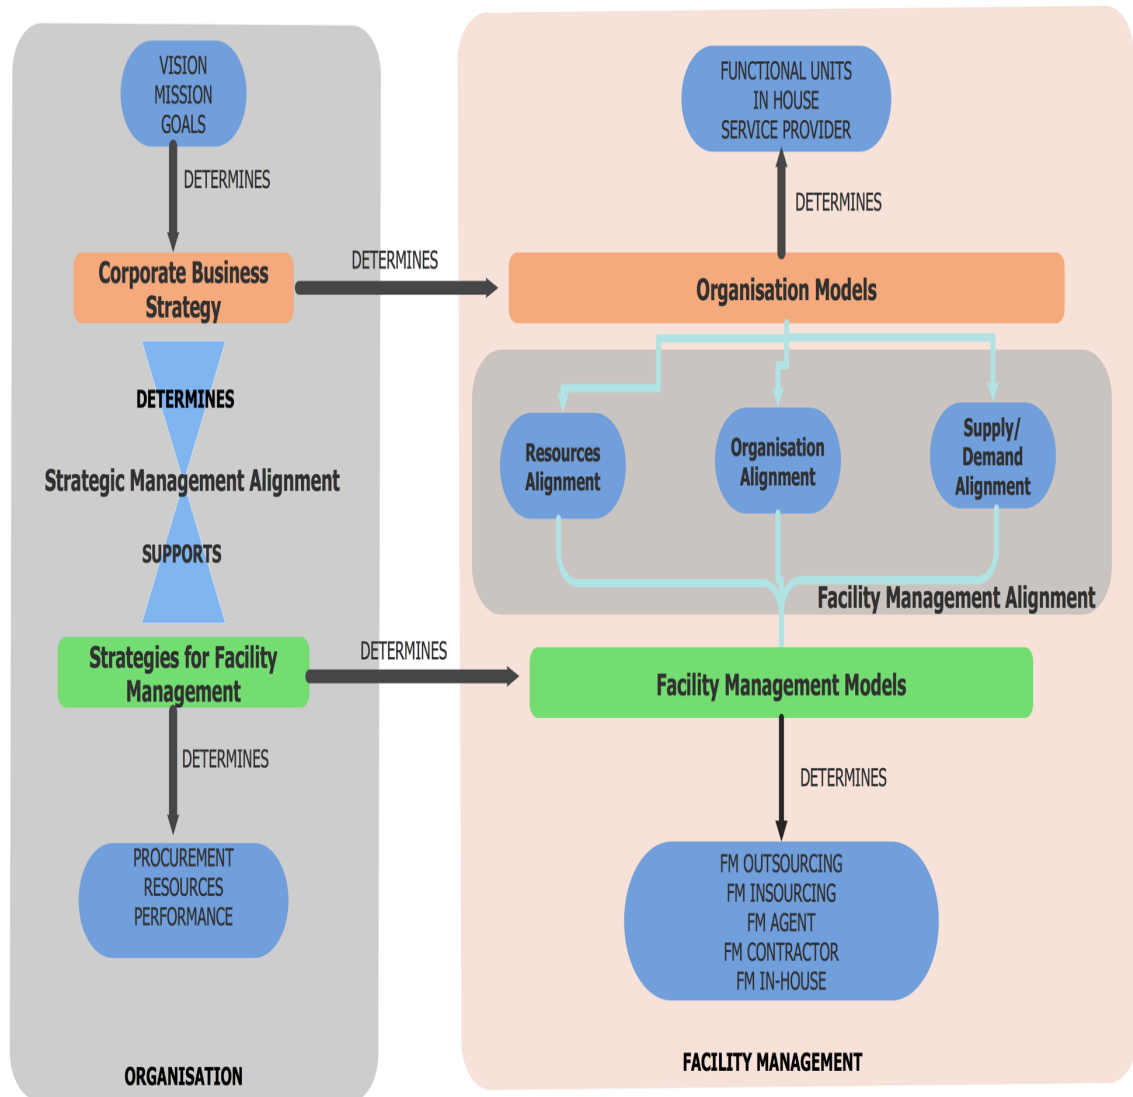 VISION
MISSION
GOALS
DETERMINES
Corporate Business
Strategy
DETERMINES
DETERMINES
Strategic Management Alignment
SUPPORTS
Strategies for Facility
Management
DETERMINES
DETERMINES
PROCUREMENT
RESOURCES
PERFORMANCE
ORGANISATION
FUNCTIONAL UNITS
IN HOUSE
SERVICE PROVIDER
DETERMINES
Organisation Models
Resources
Alignment
Organisation
Alignment
Supply/
Demand
Alignment
Facility Management Alignment
Facility Management Models
DETERMINES
FM OUTSOURCING
FM INSOURCING
FM AGENT
FM CONTRACTOR
FM IN-HOUSE
FACILITY MANAGEMENT